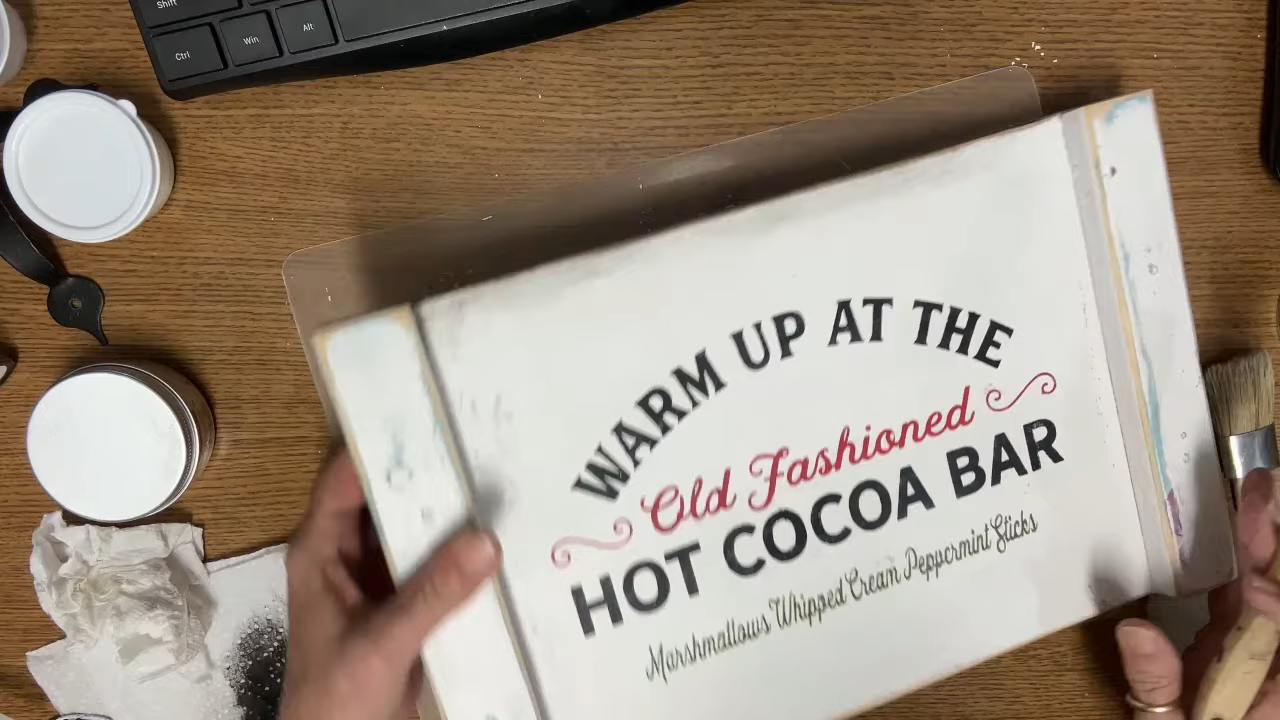 Shift
Ctrl
Win
Alt
WARM UP AT THE
Old Fashioned
HOT COCOA BAR
Marshmallows Whipped Cream Peppermint Sticks